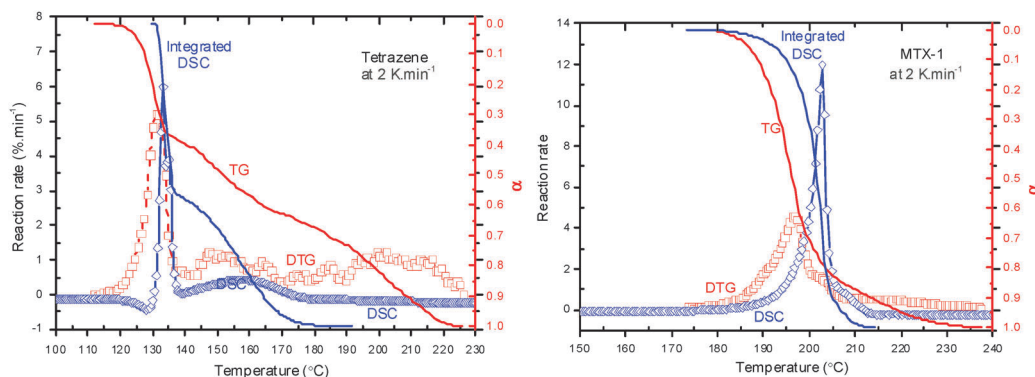 8
7
6
5
4
3
2
1
0
-1
Reaction rate (%.min⁻¹)
Integrated
DSC
Tetrazene
at 2 K.min⁻¹
TG
DTG
DSC
DSC
0.0
0.1
0.2
0.3
0.4
0.5
0.6
0.7
0.8
0.9
1.0
α
100 110 120 130 140 150 160 170 180 190 200 210 220 230
Temperature (°C)
14
12
10
8
6
4
2
0
Reaction rate
Integrated
DSC
MTX-1
at 2 K.min⁻¹
TG
DTG
DSC
0.0
0.1
0.2
0.3
0.4
0.5
0.6
0.7
0.8
0.9
1.0
α
150 160 170 180 190 200 210 220 230 240
Temperature (°C)